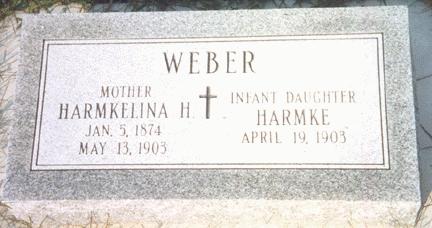 WEBER
MOTHER
HARMKELINA H.
JAN. 5, 1874
MAY 13, 1903
INFANT DAUGHTER
HARMKE
APRIL 19, 1903